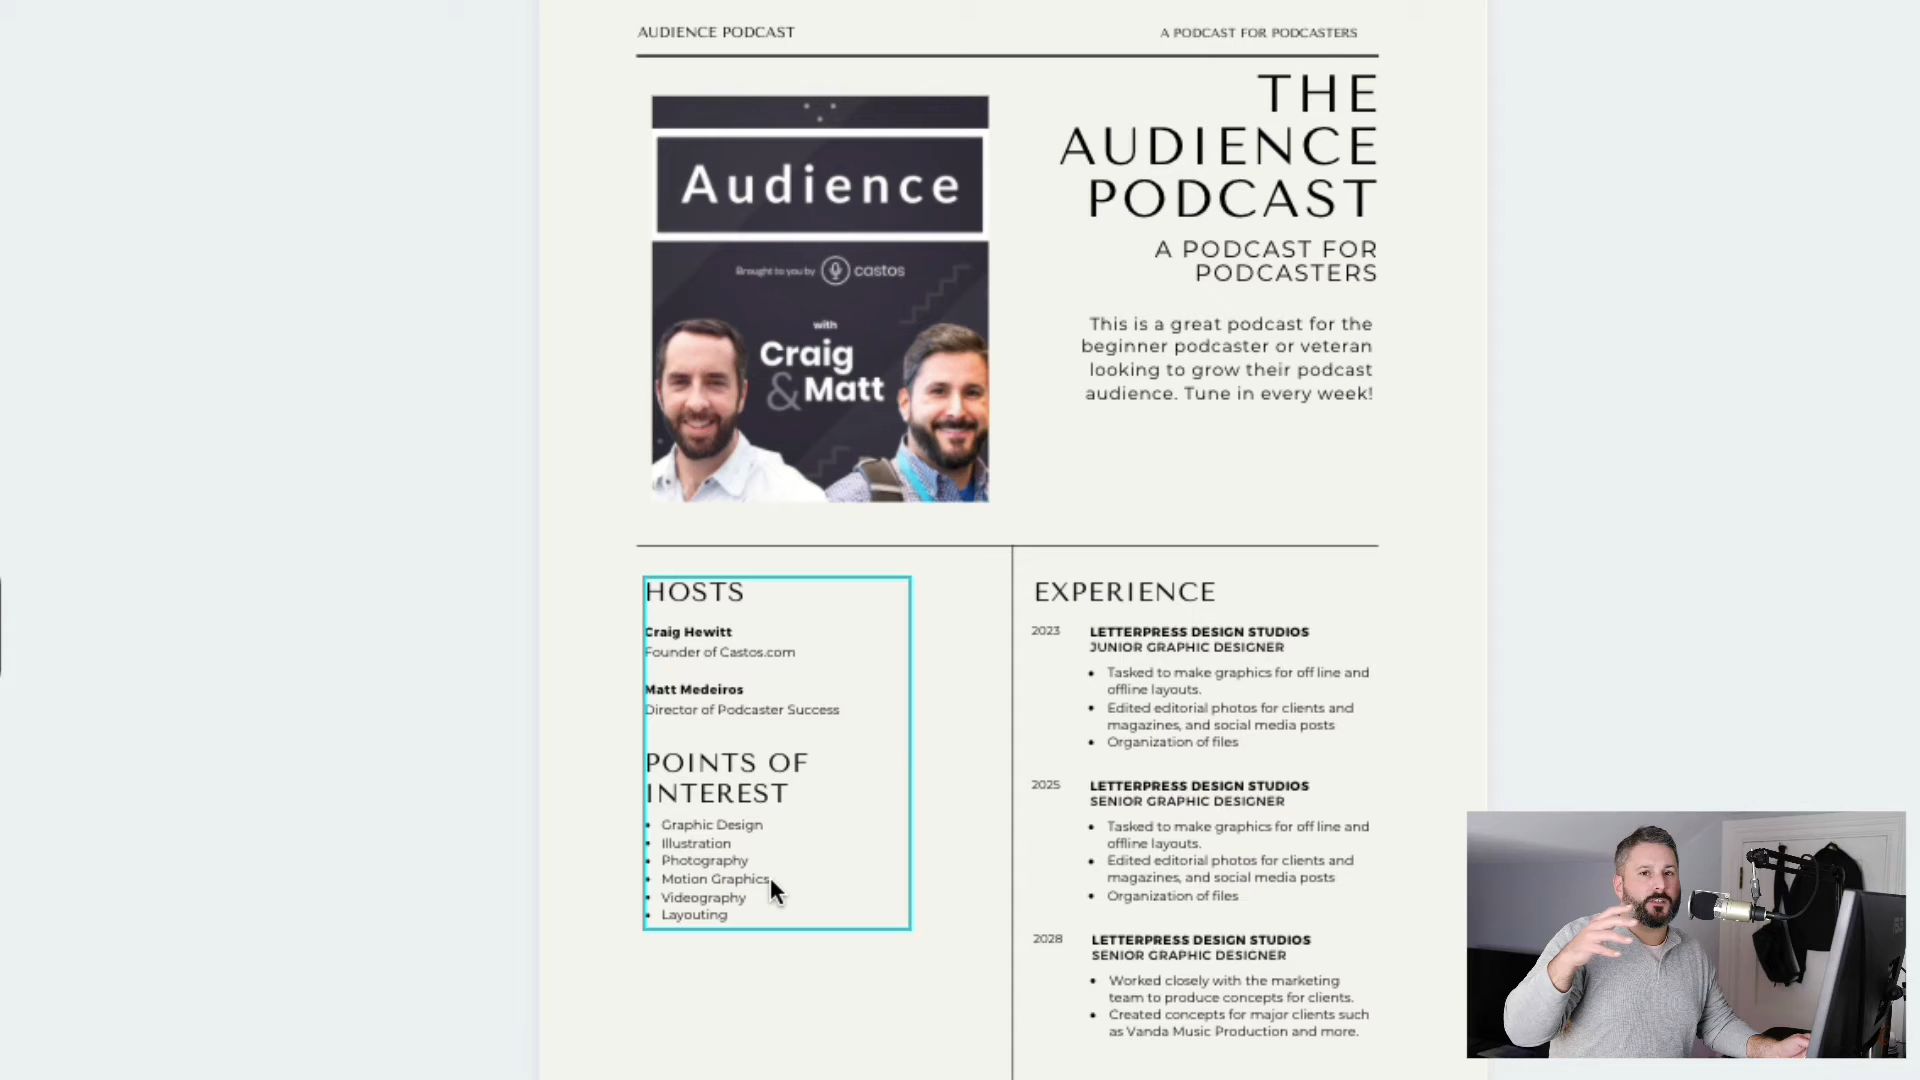 AUDIENCE PODCAST
A PODCAST FOR PODCASTERS
THE
AUDIENCE
PODCAST
A PODCAST FOR
PODCASTERS
This is a great podcast for the
beginner podcaster or veteran
looking to grow their podcast
audience. Tune in every week!
Audience
Brought to you by castos
with
Craig
& Matt
HOSTS
Craig Hewitt
Founder of Castos.com
Matt Medeiros
Director of Podcaster Success
POINTS OF
INTEREST
• Graphic Design
• Illustration
• Photography
• Motion Graphics
• Videography
• Layouting
EXPERIENCE
2023
LETTERPRESS DESIGN STUDIOS
JUNIOR GRAPHIC DESIGNER
• Tasked to make graphics for off line and
offline layouts.
• Edited editorial photos for clients and
magazines, and social media posts
• Organization of files
2025
LETTERPRESS DESIGN STUDIOS
SENIOR GRAPHIC DESIGNER
• Tasked to make graphics for off line and
offline layouts.
• Edited editorial photos for clients and
magazines, and social media posts
• Organization of files
2028
LETTERPRESS DESIGN STUDIOS
SENIOR GRAPHIC DESIGNER
• Worked closely with the marketing
team to produce concepts for clients.
• Created concepts for major clients such
as Vanda Music Production and more.